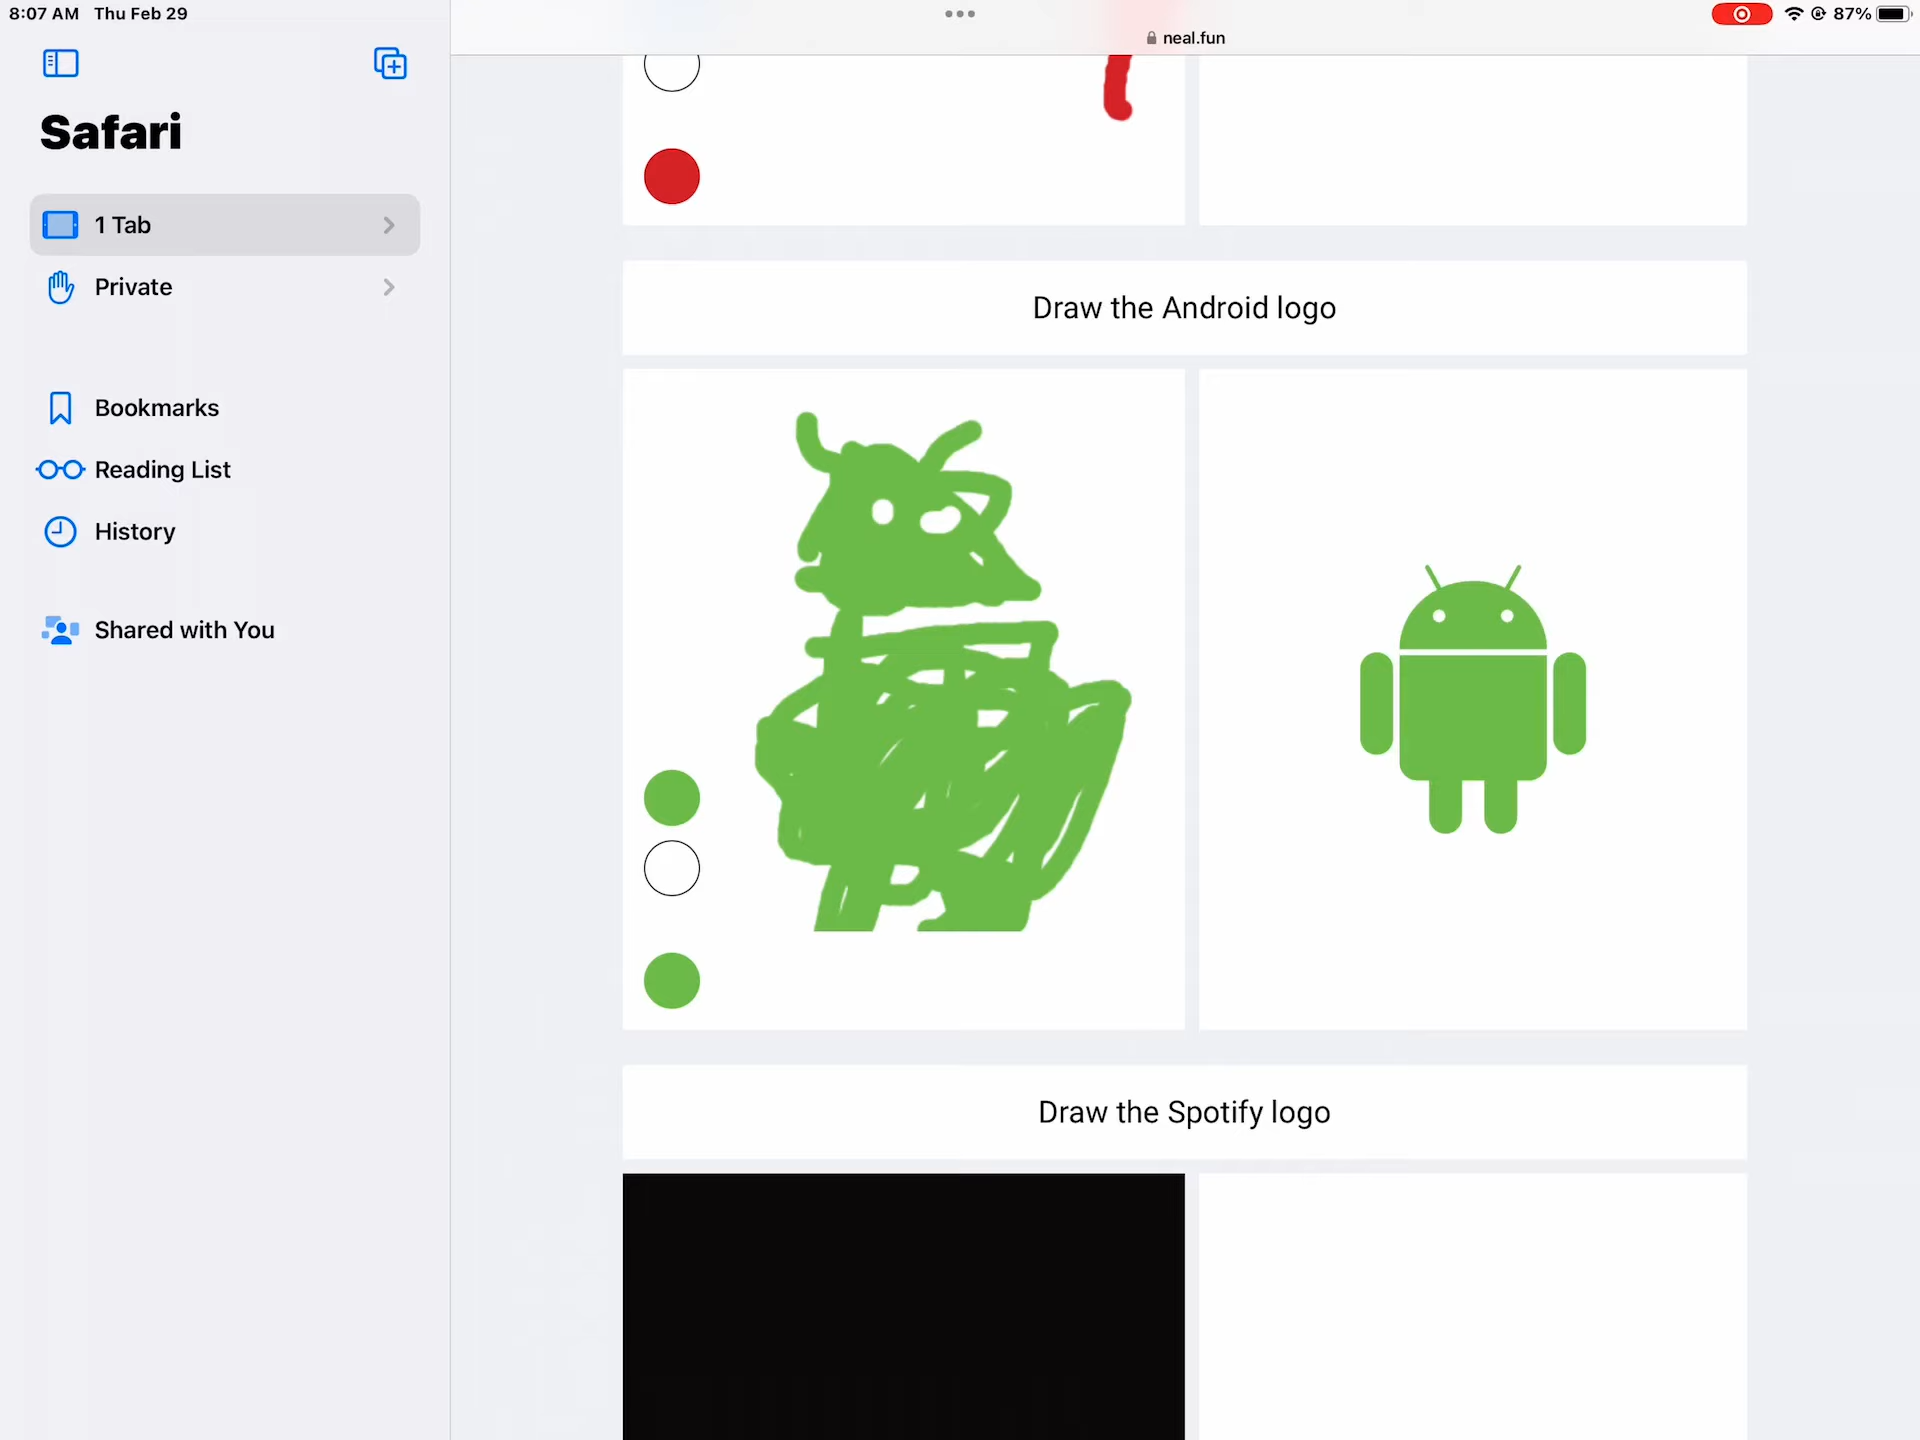 8:07 AM Thu Feb 29
87%
neal.fun
Safari
1 Tab
Private
Bookmarks
Reading List
History
Shared with You
Draw the Android logo
Draw the Spotify logo